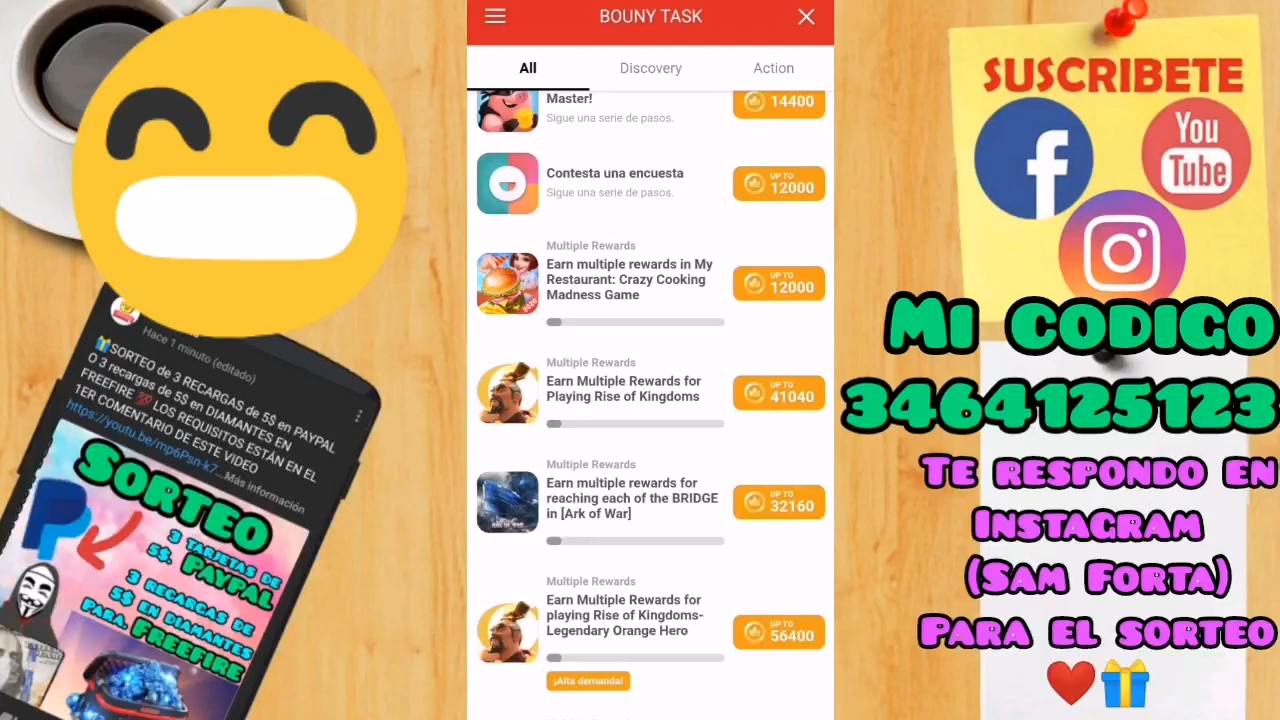 BOUNY TASK
All
Discovery
Action
Master!
Sigue una serie de pasos.
14400
Contesta una encuesta
Sigue una serie de pasos.
UP TO
12000
Multiple Rewards
Earn multiple rewards in My
Restaurant: Crazy Cooking
Madness Game
UP TO
12000
Multiple Rewards
Earn Multiple Rewards for
Playing Rise of Kingdoms
UP TO
41040
Multiple Rewards
Earn multiple rewards for
reaching each of the BRIDGE
in [Ark of War]
UP TO
32160
Multiple Rewards
Earn Multiple Rewards for
playing Rise of Kingdoms-
Legendary Orange Hero
UP TO
56400
¡Alta demanda!
Hace 1 minuto (editado)
SORTEO de 3 RECARGAS de 5$ en PAYPAL
O 3 recargas de 5$ en DIAMANTES EN
FREEFIRE 💯 LOS REQUISITOS ESTÁN EN EL
1ER COMENTARIO DE ESTE VIDEO
https://youtu.be/mp6Psn-k7...Más información
SORTEO
3 TARJETAS DE
5$. PAYPAL
3 RECARGAS DE
5$ EN DIAMANTES
PARA. FREEFIRE
SUSCRIBETE
You
Tube
MI CODIGO
3464125123
TE RESPONDO EN
INSTAGRAM
(SAM FORTA)
PARA EL SORTEO